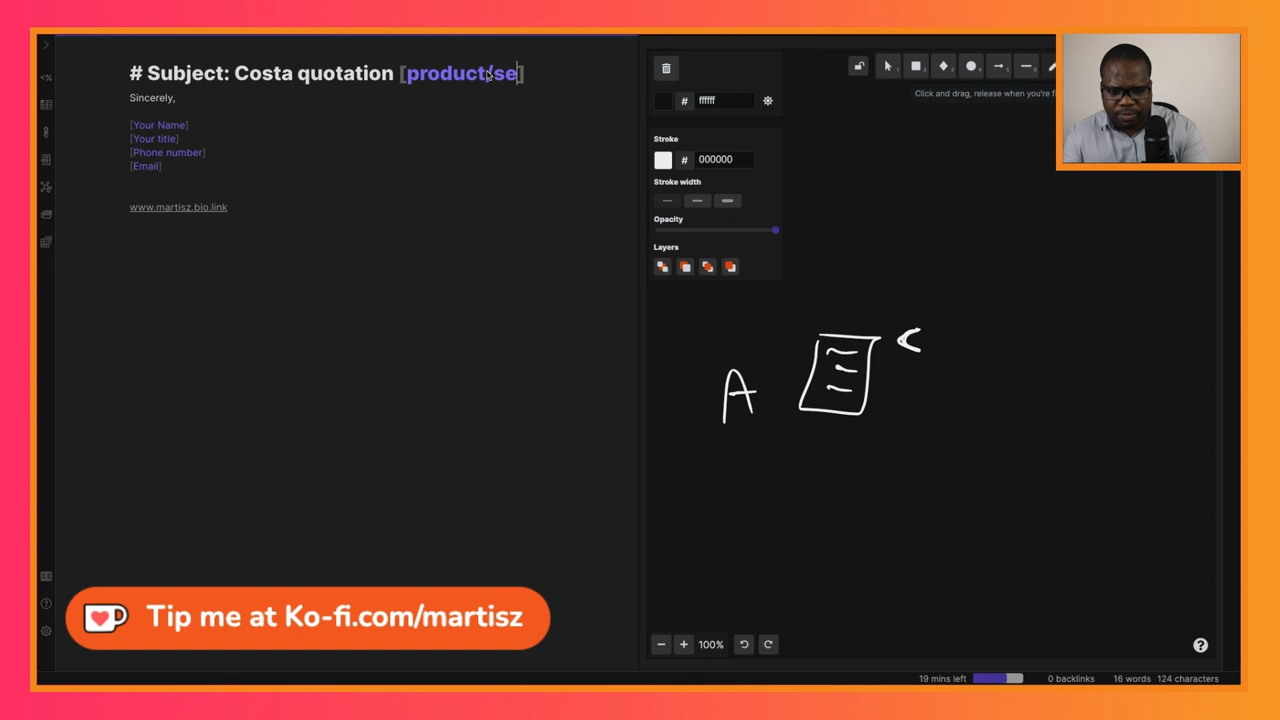 # Subject: Costa quotation [product/se]
Sincerely,
[Your Name]
[Your title]
[Phone number]
[Email]
www.martisz.bio.link
# ffffff
Click and drag, release when you're fi
Stroke
# 000000
Stroke width
Opacity
Layers
A
<
Tip me at Ko-fi.com/martisz
100%
19 mins left 0 backlinks 16 words 124 characters